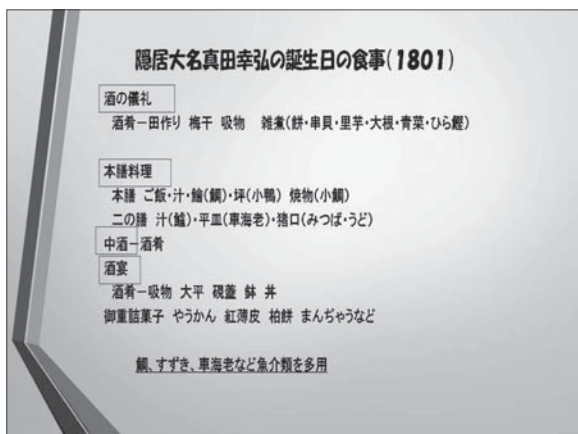 隠居大名真田幸弘の誕生日の食事(1801)
酒の儀礼
酒肴－田作り 梅干 吸物 雑煮(餅・串貝・里芋・大根・青菜・ひら鰹)
本膳料理
本膳 ご飯・汁・鱠(鯛)・坪(小鴨) 焼物(小鯛)
二の膳 汁(鱸)・平皿(車海老)・猪口(みつば・うど)
中酒－酒肴
酒宴
酒肴－吸物 大平 硯蓋 鉢 丼
御重詰菓子 やうかん 紅薄皮 柏餅 まんぢゃうなど
鯛、すずき、車海老など魚介類を多用